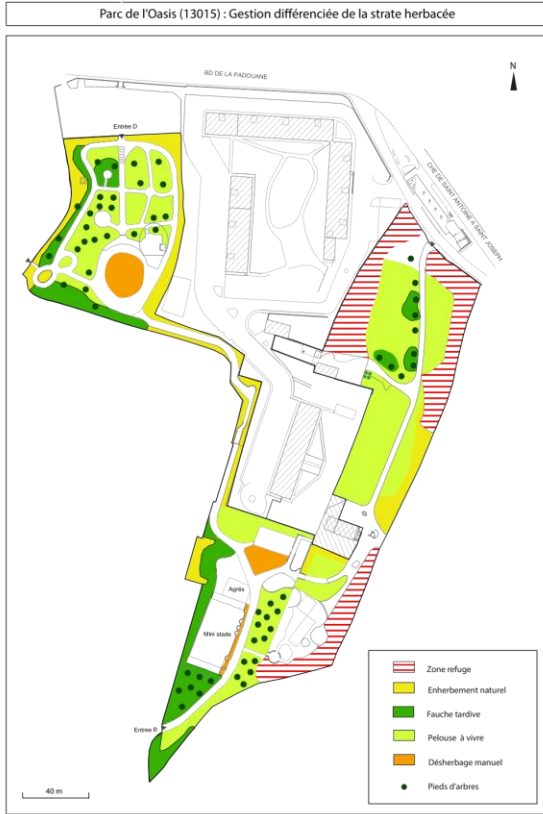 Parc de l'Oasis (13015) : Gestion différenciée de la strate herbacée
BD DE LA PADOUANE
N
Entrée D
CHE DE SAINT ANTOINE A SAINT JOSEPH
Agrès
Mini stade
Entree B
Zone refuge
Enherbement naturel
Fauche tardive
Pelouse à vivre
Désherbage manuel
Pieds d'arbres
40 m